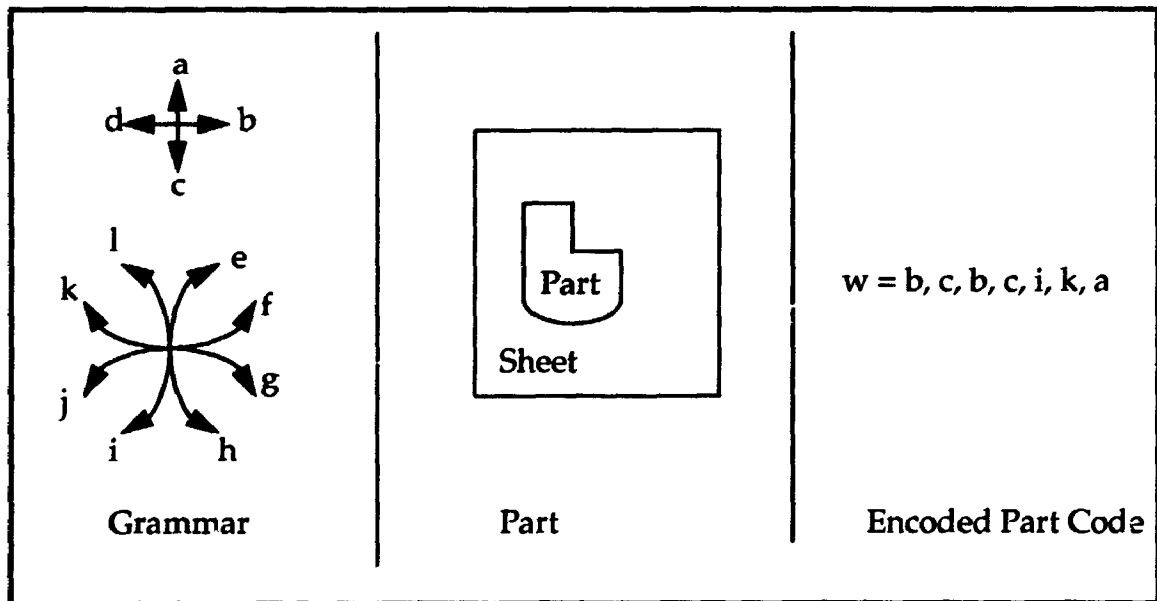 a
d b
c
l e
k f
j g
i h
Grammar
Part
Sheet
Part
w = b, c, b, c, i, k, a
Encoded Part Code